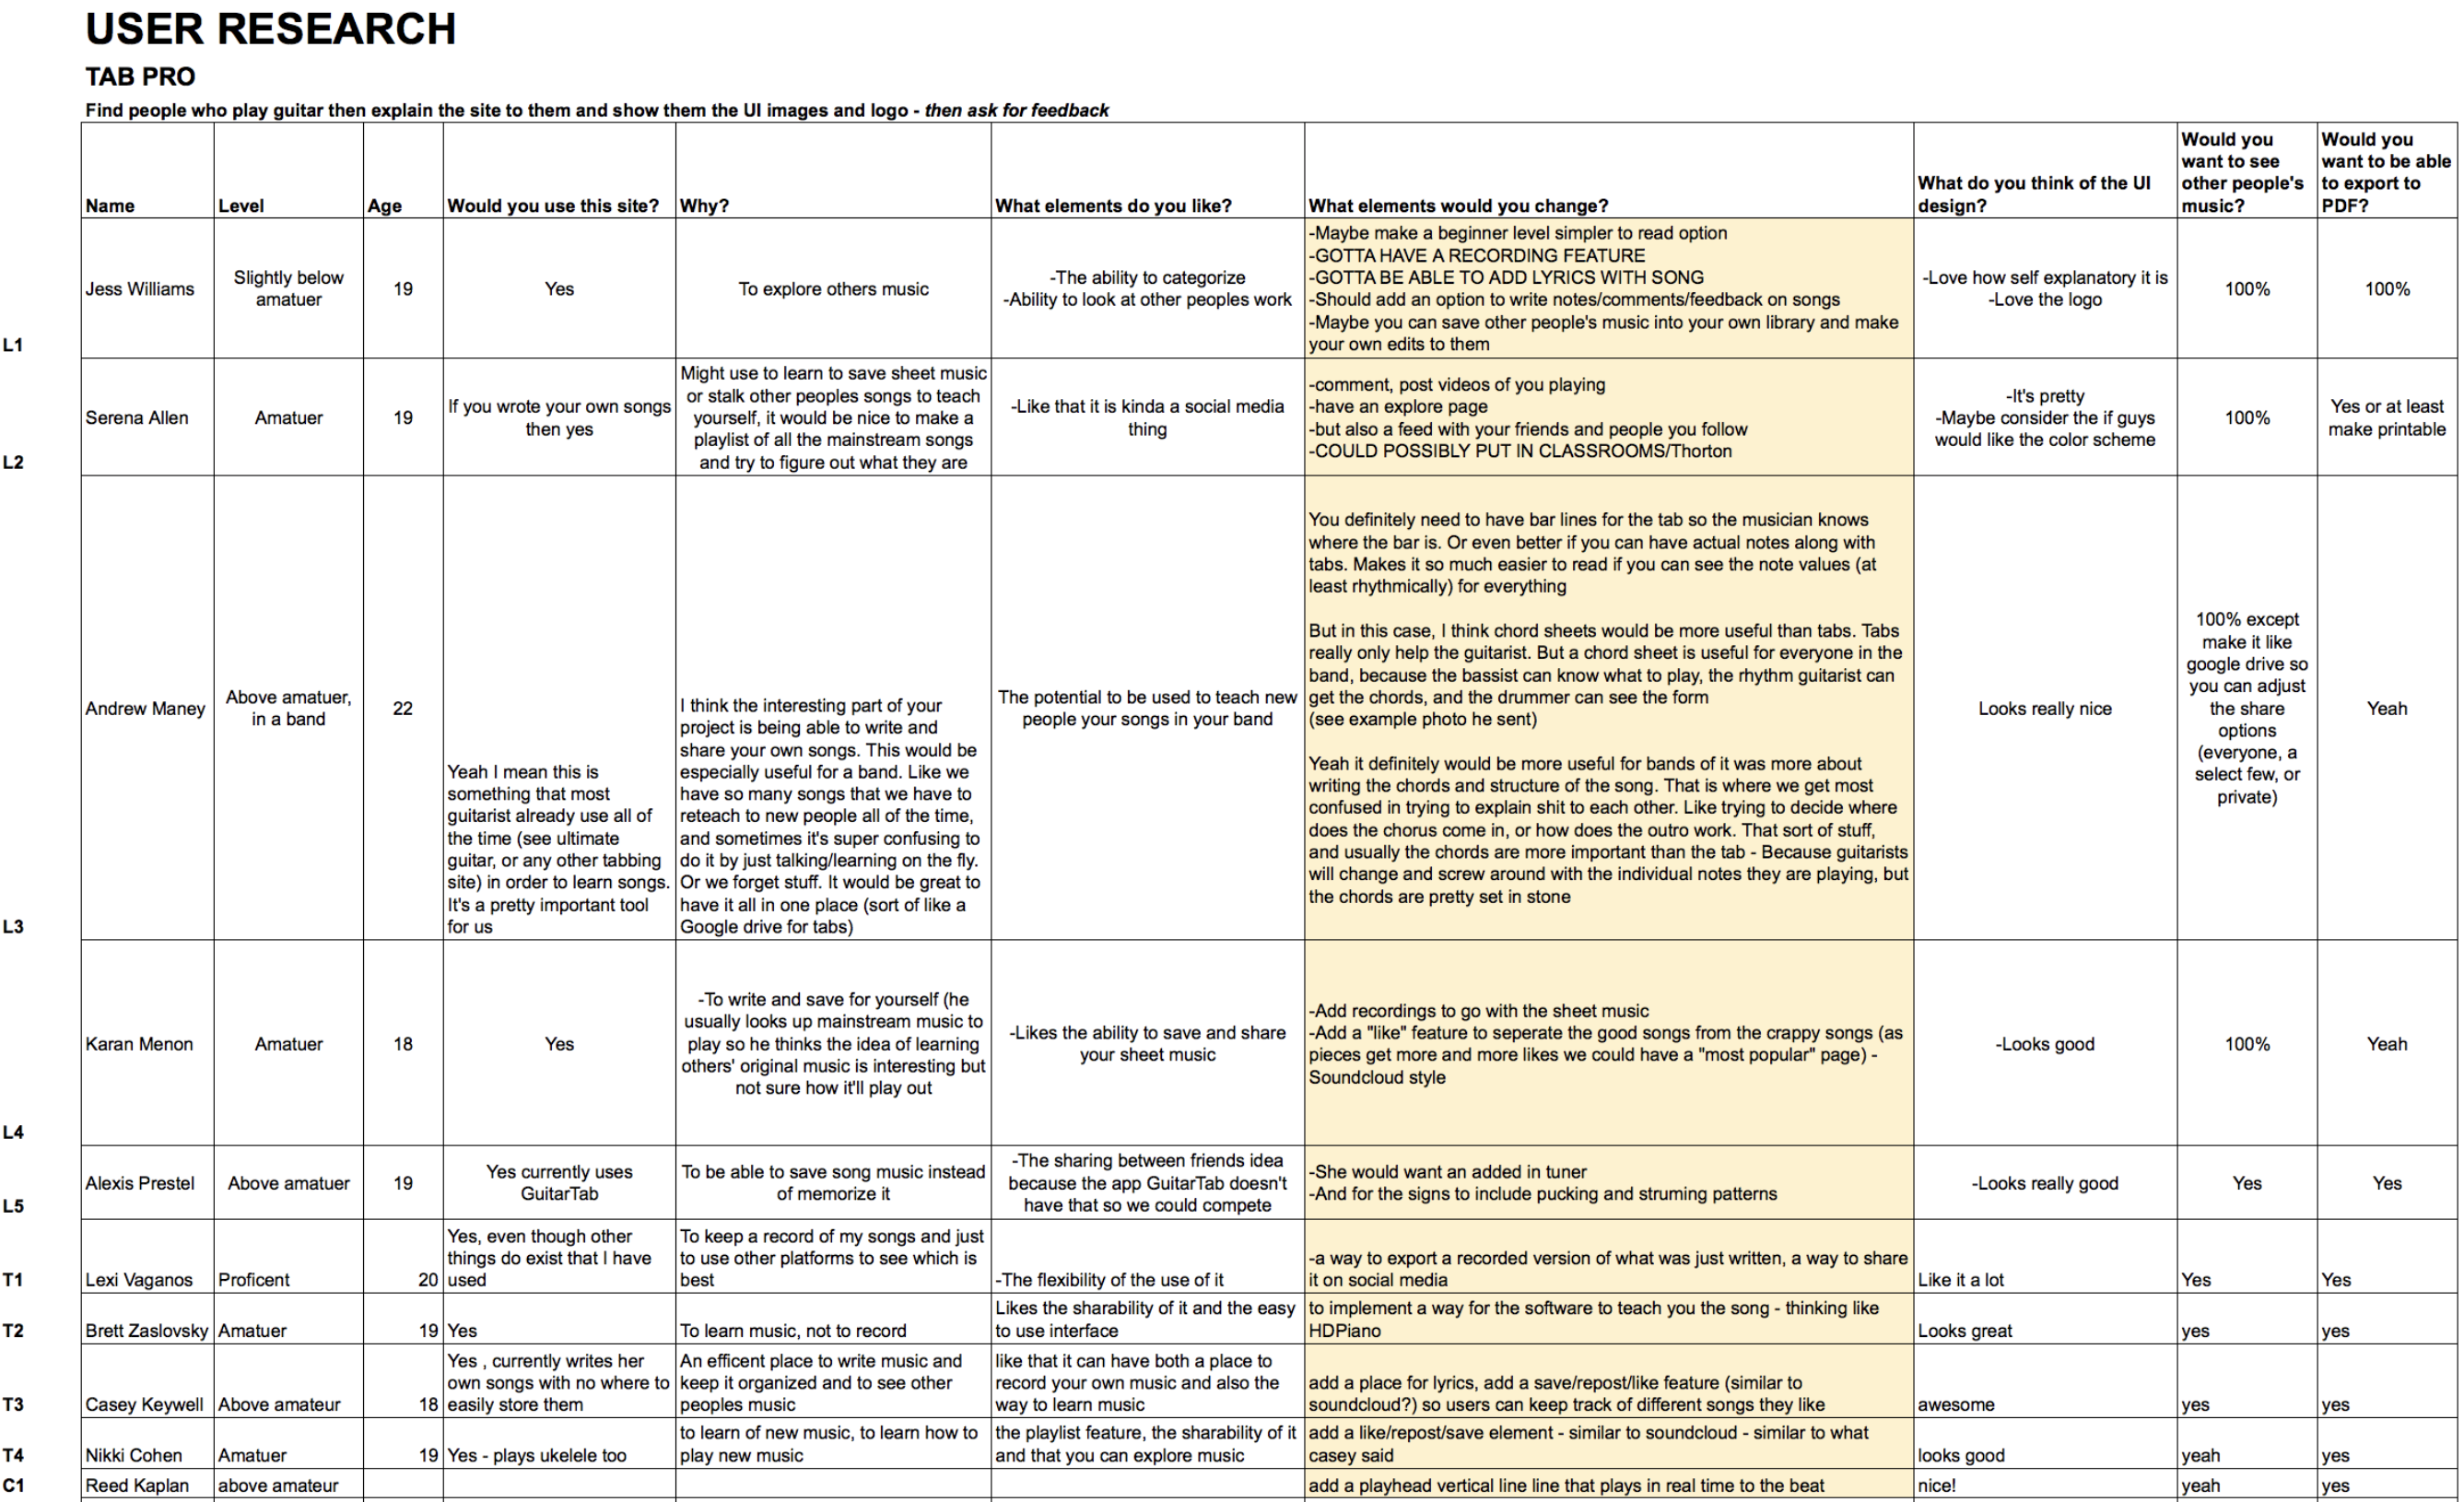 USER RESEARCH
TAB PRO
Find people who play guitar then explain the site to them and show them the UI images and logo - then ask for feedback
Name
Level
Age
Would you use this site?
Why?
What elements do you like?
What elements would you change?
What do you think of the UI
design?
Would you
want to see
other people's
music?
Would you
want to be able
to export to
PDF?
L1
Jess Williams
Slightly below
amatuer
19
Yes
To explore others music
-The ability to categorize
-Ability to look at other peoples work
-Maybe make a beginner level simpler to read option
-GOTTA HAVE A RECORDING FEATURE
-GOTTA BE ABLE TO ADD LYRICS WITH SONG
-Should add an option to write notes/comments/feedback on songs
-Maybe you can save other people's music into your own library and make
your own edits to them
-Love how self explanatory it is
-Love the logo
100%
100%
L2
Serena Allen
Amatuer
19
If you wrote your own songs
then yes
Might use to learn to save sheet music
or stalk other peoples songs to teach
yourself, it would be nice to make a
playlist of all the mainstream songs
and try to figure out what they are
-Like that it is kinda a social media
thing
-comment, post videos of you playing
-have an explore page
-but also a feed with your friends and people you follow
-COULD POSSIBLY PUT IN CLASSROOMS/Thorton
-It's pretty
-Maybe consider the if guys
would like the color scheme
100%
Yes or at least
make printable
L3
Andrew Maney
Above amatuer,
in a band
22
Yeah I mean this is
something that most
guitarist already use all of
the time (see ultimate
guitar, or any other tabbing
site) in order to learn songs.
It's a pretty important tool
for us
I think the interesting part of your
project is being able to write and
share your own songs. This would be
especially useful for a band. Like we
have so many songs that we have to
reteach to new people all of the time,
and sometimes it's super confusing to
do it by just talking/learning on the fly.
Or we forget stuff. It would be great to
have it all in one place (sort of like a
Google drive for tabs)
The potential to be used to teach new
people your songs in your band
You definitely need to have bar lines for the tab so the musician knows
where the bar is. Or even better if you can have actual notes along with
tabs. Makes it so much easier to read if you can see the note values (at
least rhythmically) for everything
But in this case, I think chord sheets would be more useful than tabs. Tabs
really only help the guitarist. But a chord sheet is useful for everyone in the
band, because the bassist can know what to play, the rhythm guitarist can
get the chords, and the drummer can see the form
(see example photo he sent)
Yeah it definitely would be more useful for bands of it was more about
writing the chords and structure of the song. That is where we get most
confused in trying to explain shit to each other. Like trying to decide where
does the chorus come in, or how does the outro work. That sort of stuff,
and usually the chords are more important than the tab - Because guitarists
will change and screw around with the individual notes they are playing, but
the chords are pretty set in stone
Looks really nice
100% except
make it like
google drive so
you can adjust
the share
options
(everyone, a
select few, or
private)
Yeah
L4
Karan Menon
Amatuer
18
Yes
-To write and save for yourself (he
usually looks up mainstream music to
play so he thinks the idea of learning
others' original music is interesting but
not sure how it'll play out
-Likes the ability to save and share
your sheet music
-Add recordings to go with the sheet music
-Add a "like" feature to seperate the good songs from the crappy songs (as
pieces get more and more likes we could have a "most popular" page) -
Soundcloud style
-Looks good
100%
Yeah
L5
Alexis Prestel
Above amatuer
19
Yes currently uses
GuitarTab
To be able to save song music instead
of memorize it
-The sharing between friends idea
because the app GuitarTab doesn't
have that so we could compete
-She would want an added in tuner
-And for the signs to include pucking and struming patterns
-Looks really good
Yes
Yes
T1
Lexi Vaganos
Proficent
20
Yes, even though other
things do exist that I have
used
To keep a record of my songs and just
to use other platforms to see which is
best
-The flexibility of the use of it
-a way to export a recorded version of what was just written, a way to share
it on social media
Like it a lot
Yes
Yes
T2
Brett Zaslovsky
Amatuer
19
Yes
To learn music, not to record
Likes the sharability of it and the easy
to use interface
to implement a way for the software to teach you the song - thinking like
HDPiano
Looks great
yes
yes
T3
Casey Keywell
Above amateur
18
Yes , currently writes her
own songs with no where to
easily store them
An efficent place to write music and
keep it organized and to see other
peoples music
like that it can have both a place to
record your own music and also the
way to learn music
add a place for lyrics, add a save/repost/like feature (similar to
soundcloud?) so users can keep track of different songs they like
awesome
yes
yes
T4
Nikki Cohen
Amatuer
19
Yes - plays ukelele too
to learn of new music, to learn how to
play new music
the playlist feature, the sharability of it
and that you can explore music
add a like/repost/save element - similar to soundcloud - similar to what
casey said
looks good
yeah
yes
C1
Reed Kaplan
above amateur
add a playhead vertical line line that plays in real time to the beat
nice!
yeah
yes